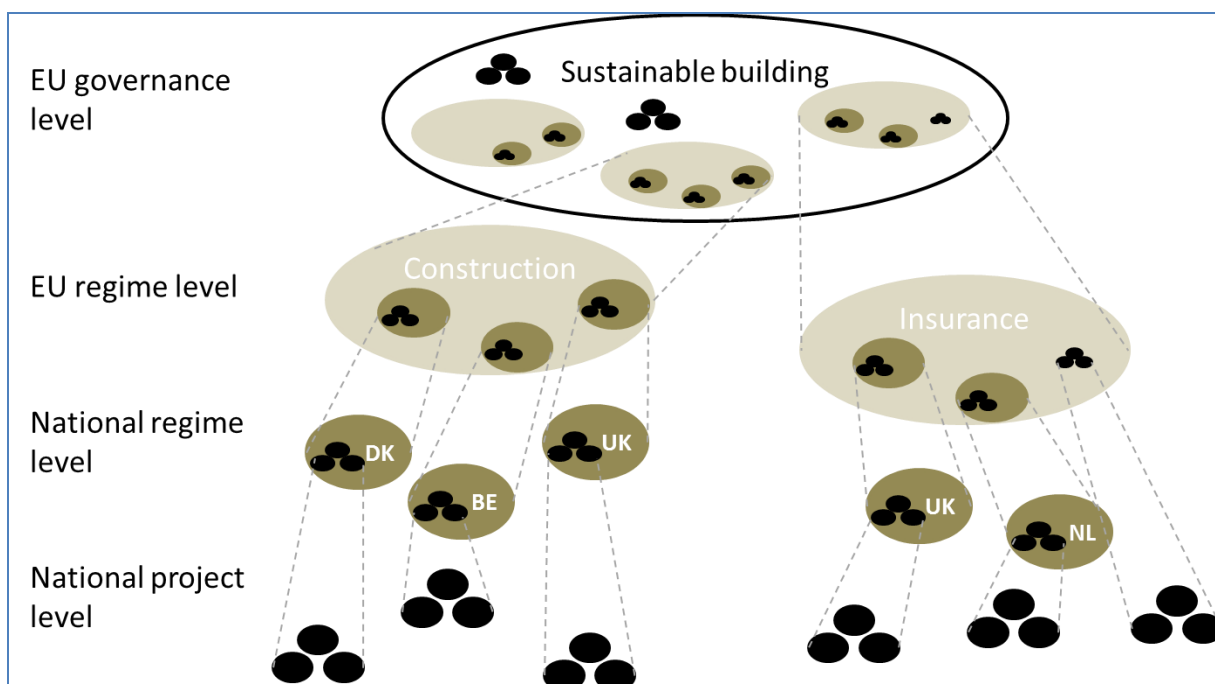 EU governance
level
Sustainable building
EU regime level
Construction
Insurance
National regime
level
DK
BE
UK
UK
NL
National project
level